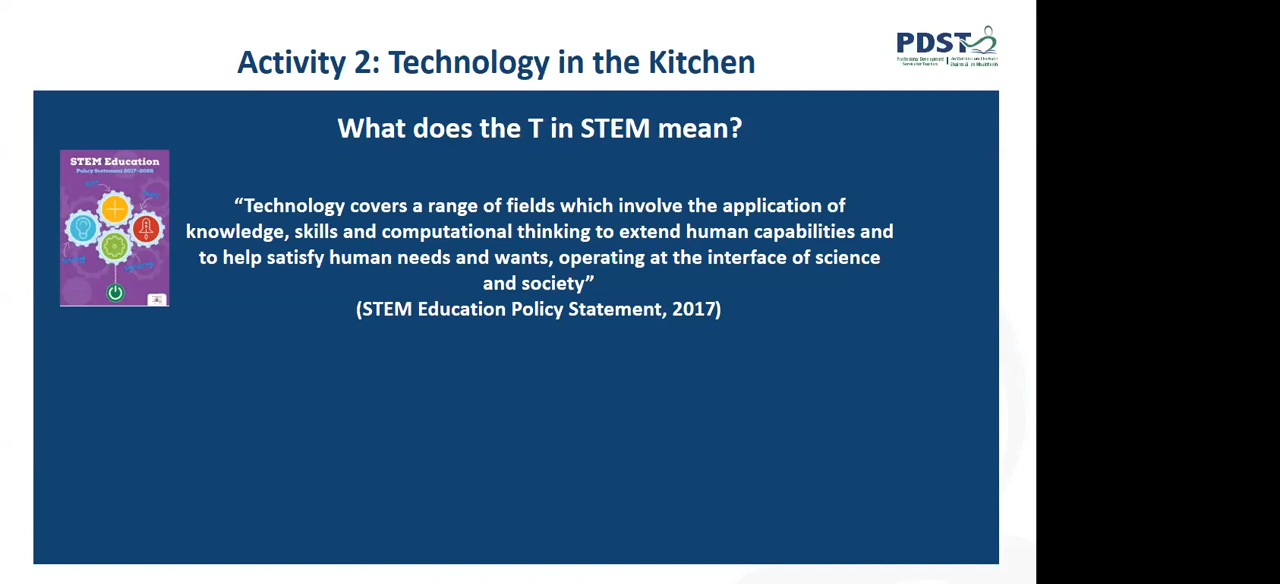 Activity 2: Technology in the Kitchen
PDST
What does the T in STEM mean?
STEM Education
Policy Statement 2017-2026
“Technology covers a range of fields which involve the application of
knowledge, skills and computational thinking to extend human capabilities and
to help satisfy human needs and wants, operating at the interface of science
and society”
(STEM Education Policy Statement, 2017)